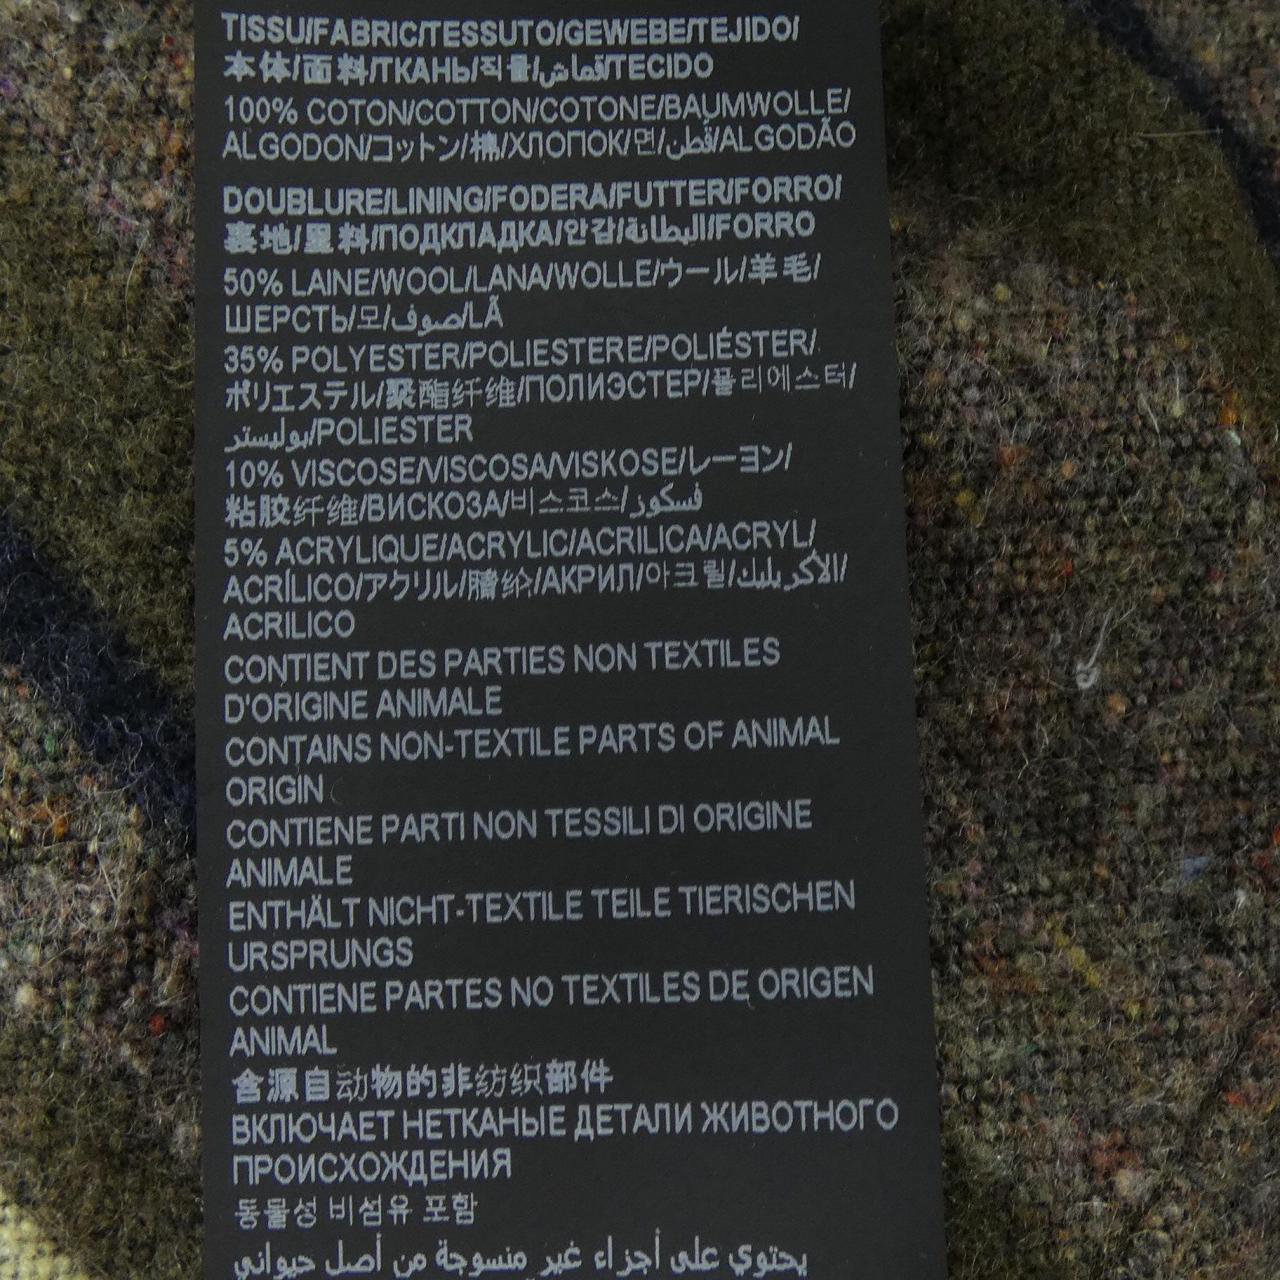 TISSU/FABRIC/TESSUTO/GEWEBE/TEJIDO/
本体/面料/ТКАНЬ/직물/قماش/TECIDO
100% COTON/COTTON/COTONE/BAUMWOLLE/
ALGODON/コットン/棉/ХЛОПОК/면/قطن/ALGODÃO
DOUBLURE/LINING/FODERA/FUTTER/FORRO/
裏地/里料/ПОДКЛАДКА/안감/البطانة/FORRO
50% LAINE/WOOL/LANA/WOLLE/ウール/羊毛/
ШЕРСТЬ/모/صوف/LÃ
35% POLYESTER/POLIESTERE/POLIÉSTER/
ポリエステル/聚酯纤维/ПОЛИЭСТЕР/폴리에스터/
بوليستر/POLIESTER
10% VISCOSE/VISCOSA/VISKOSE/レーヨン/
粘胶纤维/ВИСКОЗА/비스코스/فسكوز
5% ACRYLIQUE/ACRYLIC/ACRILICA/ACRYL/
ACRÍLICO/アクリル/腈纶/АКРИЛ/아크릴/الأكريليك/
ACRILICO
CONTIENT DES PARTIES NON TEXTILES
D'ORIGINE ANIMALE
CONTAINS NON-TEXTILE PARTS OF ANIMAL
ORIGIN
CONTIENE PARTI NON TESSILI DI ORIGINE
ANIMALE
ENTHÄLT NICHT-TEXTILE TEILE TIERISCHEN
URSPRUNGS
CONTIENE PARTES NO TEXTILES DE ORIGEN
ANIMAL
含源自动物的非纺织部件
ВКЛЮЧАЕТ НЕТКАНЫЕ ДЕТАЛИ ЖИВОТНОГО
ПРОИСХОЖДЕНИЯ
동물성 비섬유 포함
يحتوي على أجزاء غير منسوجة من أصل حيواني